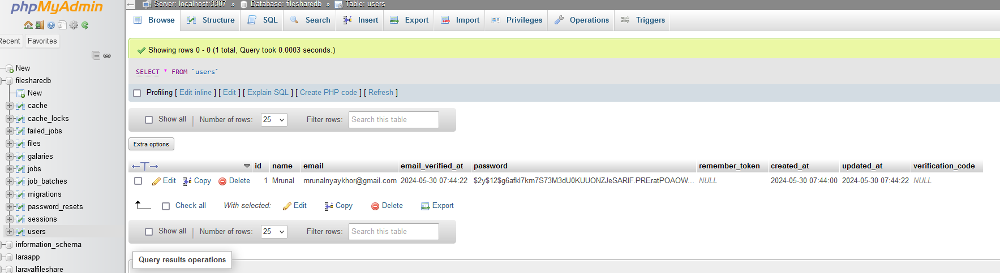 phpMyAdmin
Recent Favorites
New
filesharedb
New
cache
cache_locks
failed_jobs
files
galaries
jobs
job_batches
migrations
password_resets
sessions
users
information_schema
laraapp
laravalfileshare
Server: localhost:3307 » Database: filesharedb » Table: users
Browse Structure SQL Search Insert Export Import Privileges Operations Triggers
Showing rows 0 - 0 (1 total, Query took 0.0003 seconds.)
SELECT * FROM `users`
Profiling [ Edit inline ] [ Edit ] [ Explain SQL ] [ Create PHP code ] [ Refresh ]
Show all Number of rows: 25 Filter rows: Search this table
Extra options
id name email email_verified_at password remember_token created_at updated_at verification_code
Edit Copy Delete 1 Mrunal mrunalnyaykhor@gmail.com 2024-05-30 07:44:22 $2y$12$g6afkl7km7S73M3dU0KUUONZJeSARlF.PREratPOAOW... NULL 2024-05-30 07:44:00 2024-05-30 07:44:22 NULL
Check all With selected: Edit Copy Delete Export
Show all Number of rows: 25 Filter rows: Search this table
Query results operations